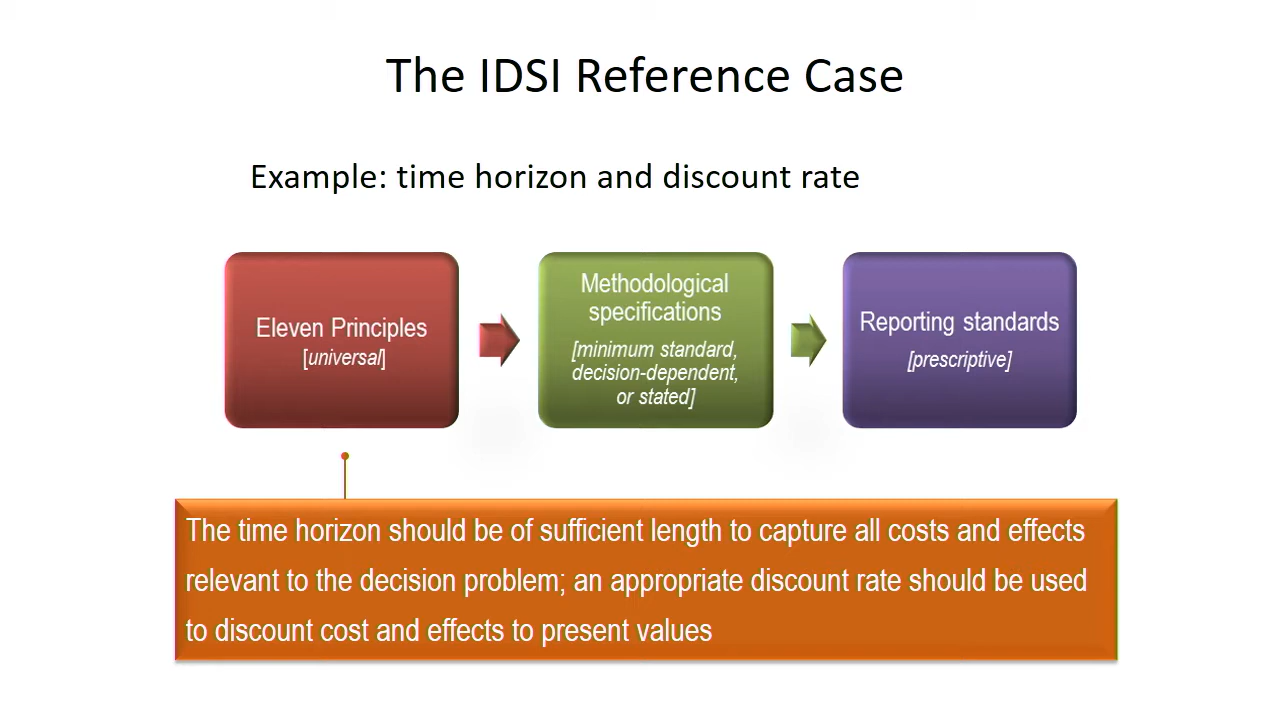 The IDSI Reference Case
Example: time horizon and discount rate
Eleven Principles
[universal]
Methodological
specifications
[minimum standard,
decision-dependent,
or stated]
Reporting standards
[prescriptive]
The time horizon should be of sufficient length to capture all costs and effects
relevant to the decision problem; an appropriate discount rate should be used
to discount cost and effects to present values